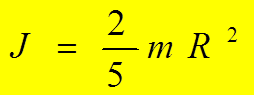 J = 2/5 m R²